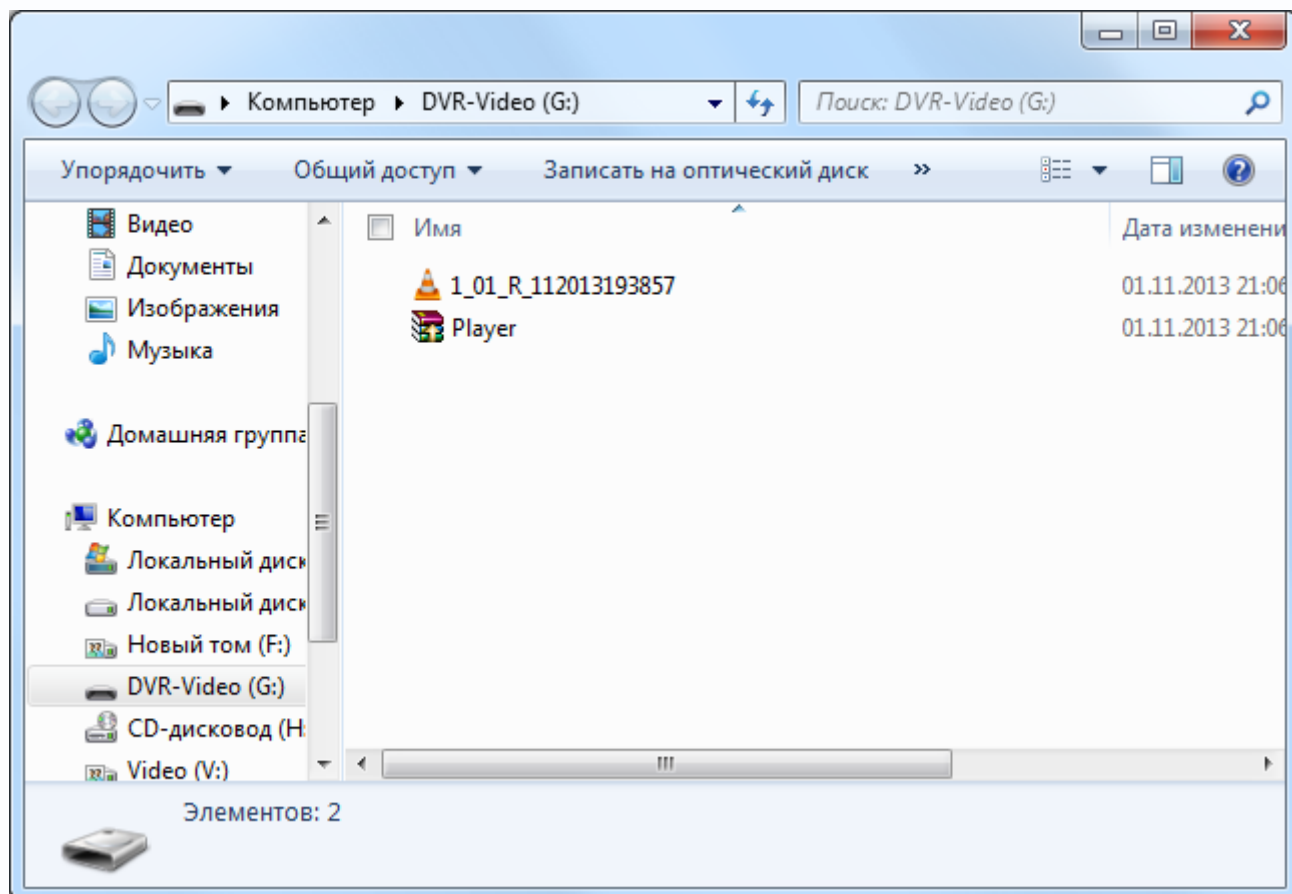 Компьютер ▸ DVR-Video (G:)
Поиск: DVR-Video (G:)
Упорядочить ▼ Общий доступ ▼ Записать на оптический диск »
Видео
Документы
Изображения
Музыка
Домашняя группа
Компьютер
Локальный диск
Локальный диск
Новый том (F:)
DVR-Video (G:)
CD-дисковод (H:
Video (V:)
Имя Дата изменени
1_01_R_112013193857 01.11.2013 21:06
Player 01.11.2013 21:06
Элементов: 2